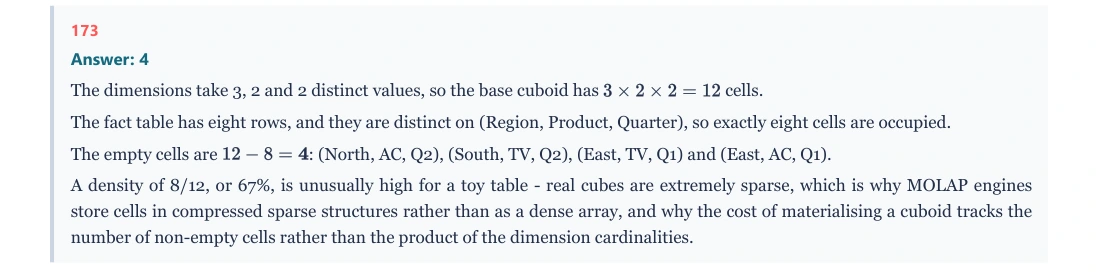 173
Answer: 4
The dimensions take 3, 2 and 2 distinct values, so the base cuboid has 3 × 2 × 2 = 12 cells.
The fact table has eight rows, and they are distinct on (Region, Product, Quarter), so exactly eight cells are occupied.
The empty cells are 12 − 8 = 4: (North, AC, Q2), (South, TV, Q2), (East, TV, Q1) and (East, AC, Q1).
A density of 8/12, or 67%, is unusually high for a toy table - real cubes are extremely sparse, which is why MOLAP engines
store cells in compressed sparse structures rather than as a dense array, and why the cost of materialising a cuboid tracks the
number of non-empty cells rather than the product of the dimension cardinalities.